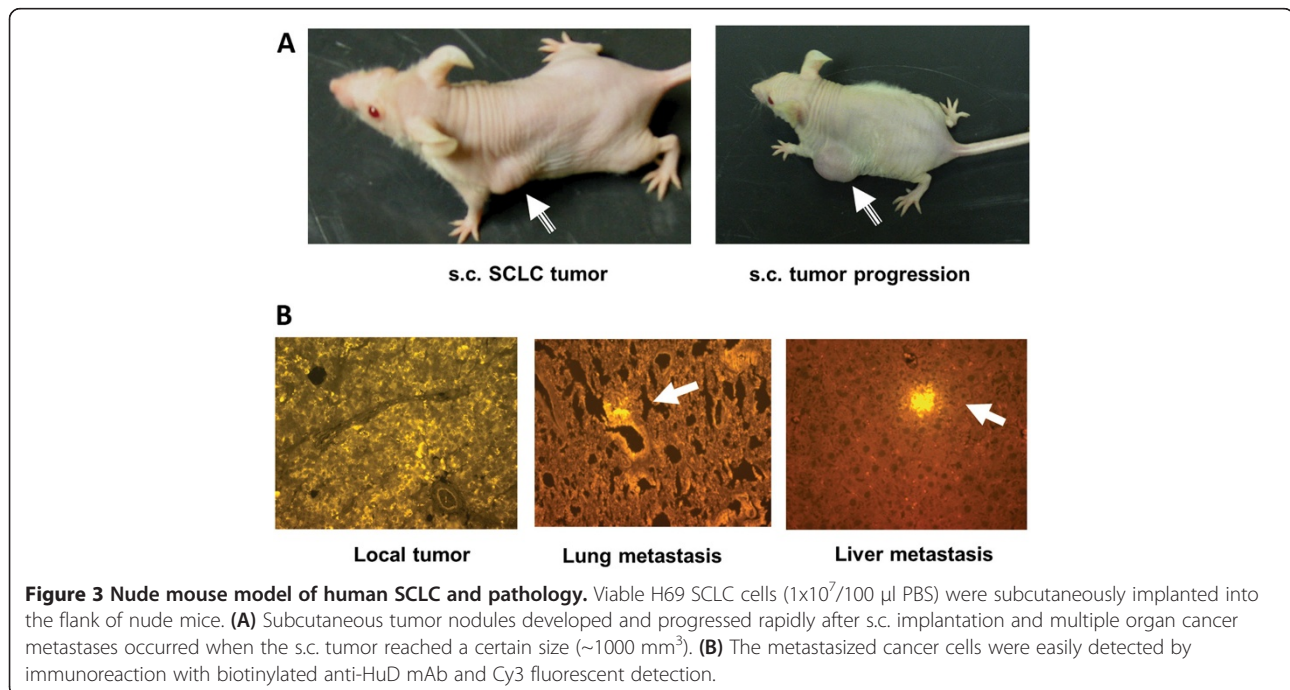 A
s.c. SCLC tumor
s.c. tumor progression
B
Local tumor
Lung metastasis
Liver metastasis
Figure 3 Nude mouse model of human SCLC and pathology. Viable H69 SCLC cells (1x10⁷/100 μl PBS) were subcutaneously implanted into
the flank of nude mice. (A) Subcutaneous tumor nodules developed and progressed rapidly after s.c. implantation and multiple organ cancer
metastases occurred when the s.c. tumor reached a certain size (~1000 mm³). (B) The metastasized cancer cells were easily detected by
immunoreaction with biotinylated anti-HuD mAb and Cy3 fluorescent detection.